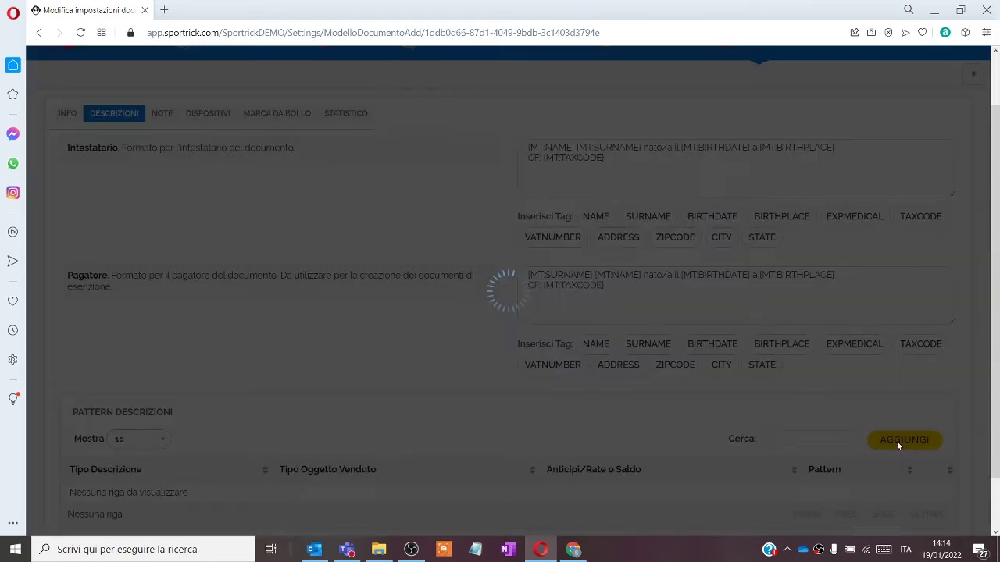 Modifica impostazioni doc
app.sportrick.com/SportrickDEMO/Settings/ModelloDocumentoAdd/1ddb0d66-87d1-4049-9bdb-3c1403d3794e
INFO DESCRIZIONI NOTE DISPOSITIVI MARCA DA BOLLO STATISTICO
Intestatario. Formato per l'intestatario del documento.
[MT:NAME] [MT:SURNAME] nato/a il [MT:BIRTHDATE] a [MT:BIRTHPLACE]
CF: [MT:TAXCODE]
Inserisci Tag: NAME SURNAME BIRTHDATE BIRTHPLACE EXPMEDICAL TAXCODE
VATNUMBER ADDRESS ZIPCODE CITY STATE
Pagatore. Formato per il pagatore del documento. Da utilizzare per la creazione dei documenti di
esenzione.
[MT:SURNAME] [MT:NAME] nato/a il [MT:BIRTHDATE] a [MT:BIRTHPLACE]
CF: [MT:TAXCODE]
Inserisci Tag: NAME SURNAME BIRTHDATE BIRTHPLACE EXPMEDICAL TAXCODE
VATNUMBER ADDRESS ZIPCODE CITY STATE
PATTERN DESCRIZIONI
Mostra 10 Cerca: AGGIUNGI
Tipo Descrizione Tipo Oggetto Venduto Anticipi/Rate o Saldo Pattern
Nessuna riga da visualizzare
Nessuna riga PRIMA PREC. SUCC. ULTIMA
Scrivi qui per eseguire la ricerca
ITA
14:14
19/01/2022
27